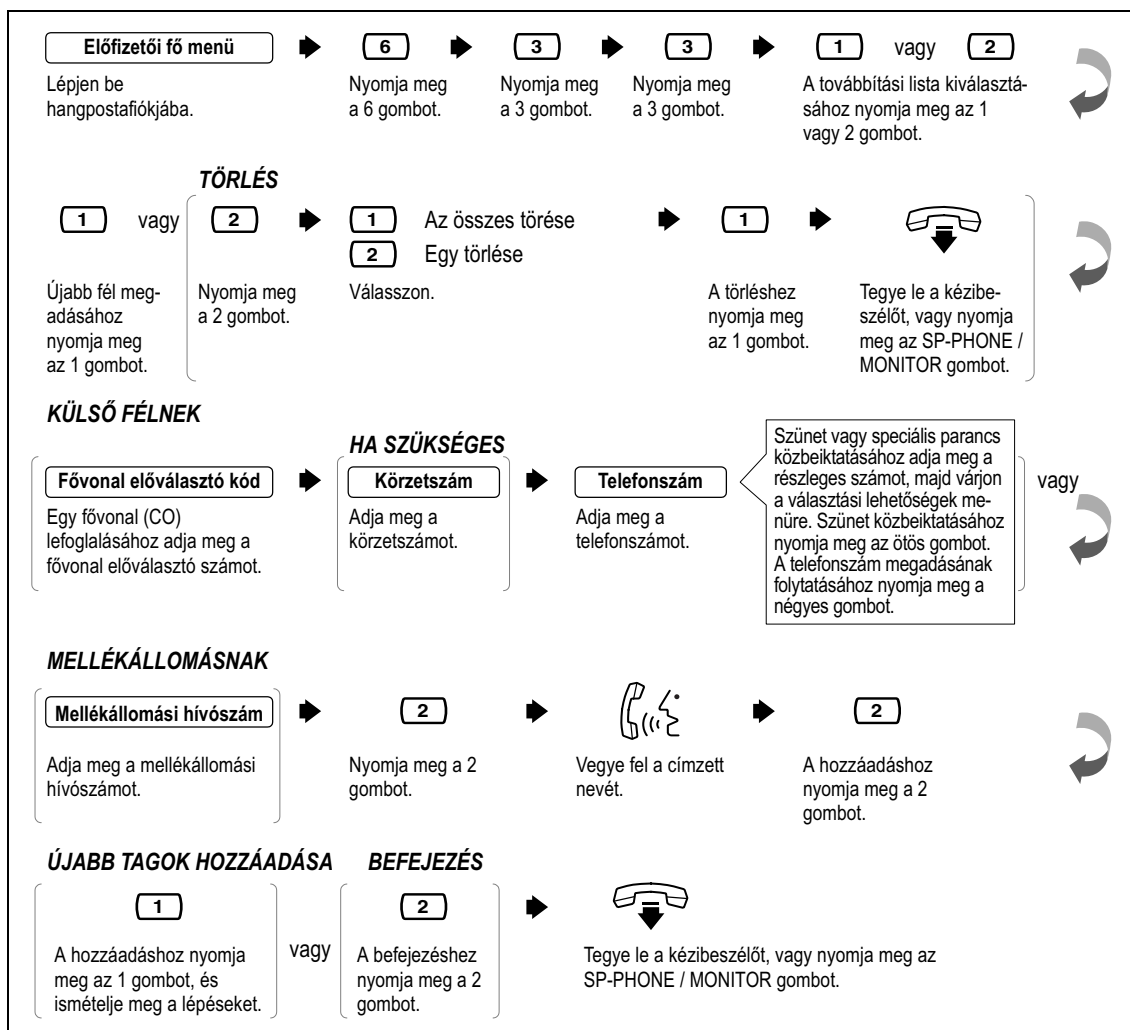 Előfizetői fő menü
6
3
3
1 vagy 2
Lépjen be
hangpostafiókjába.
Nyomja meg
a 6 gombot.
Nyomja meg
a 3 gombot.
Nyomja meg
a 3 gombot.
A továbbítási lista kiválasztá-
sához nyomja meg az 1
vagy 2 gombot.
TÖRLÉS
1 vagy 2
1 Az összes törése
2 Egy törlése
1
Újabb fél meg-
adásához
nyomja meg
az 1 gombot.
Nyomja meg
a 2 gombot.
Válasszon.
A törléshez
nyomja meg
az 1 gombot.
Tegye le a kézibe-
szélőt, vagy nyomja
meg az SP-PHONE /
MONITOR gombot.
KÜLSŐ FÉLNEK
Fővonal előválasztó kód
Egy fővonal (CO)
lefoglalásához adja meg a
fővonal előválasztó számot.
HA SZÜKSÉGES
Körzetszám
Adja meg a
körzetszámot.
Telefonszám
Adja meg a
telefonszámot.
Szünet vagy speciális parancs
közbeiktatásához adja meg a
részleges számot, majd várjon
a választási lehetőségek me-
nüre. Szünet közbeiktatásához
nyomja meg az ötös gombot.
A telefonszám megadásának
folytatásához nyomja meg a
négyes gombot.
vagy
MELLÉKÁLLOMÁSNAK
Mellékállomási hívószám
2
2
Adja meg a mellékállomási
hívószámot.
Nyomja meg a 2
gombot.
Vegye fel a címzett
nevét.
A hozzáadáshoz
nyomja meg a 2
gombot.
ÚJABB TAGOK HOZZÁADÁSA
1
A hozzáadáshoz nyomja
meg az 1 gombot, és
ismételje meg a lépéseket.
vagy
BEFEJEZÉS
2
A befejezéshez
nyomja meg a 2
gombot.
Tegye le a kézibeszélőt, vagy nyomja meg az
SP-PHONE / MONITOR gombot.